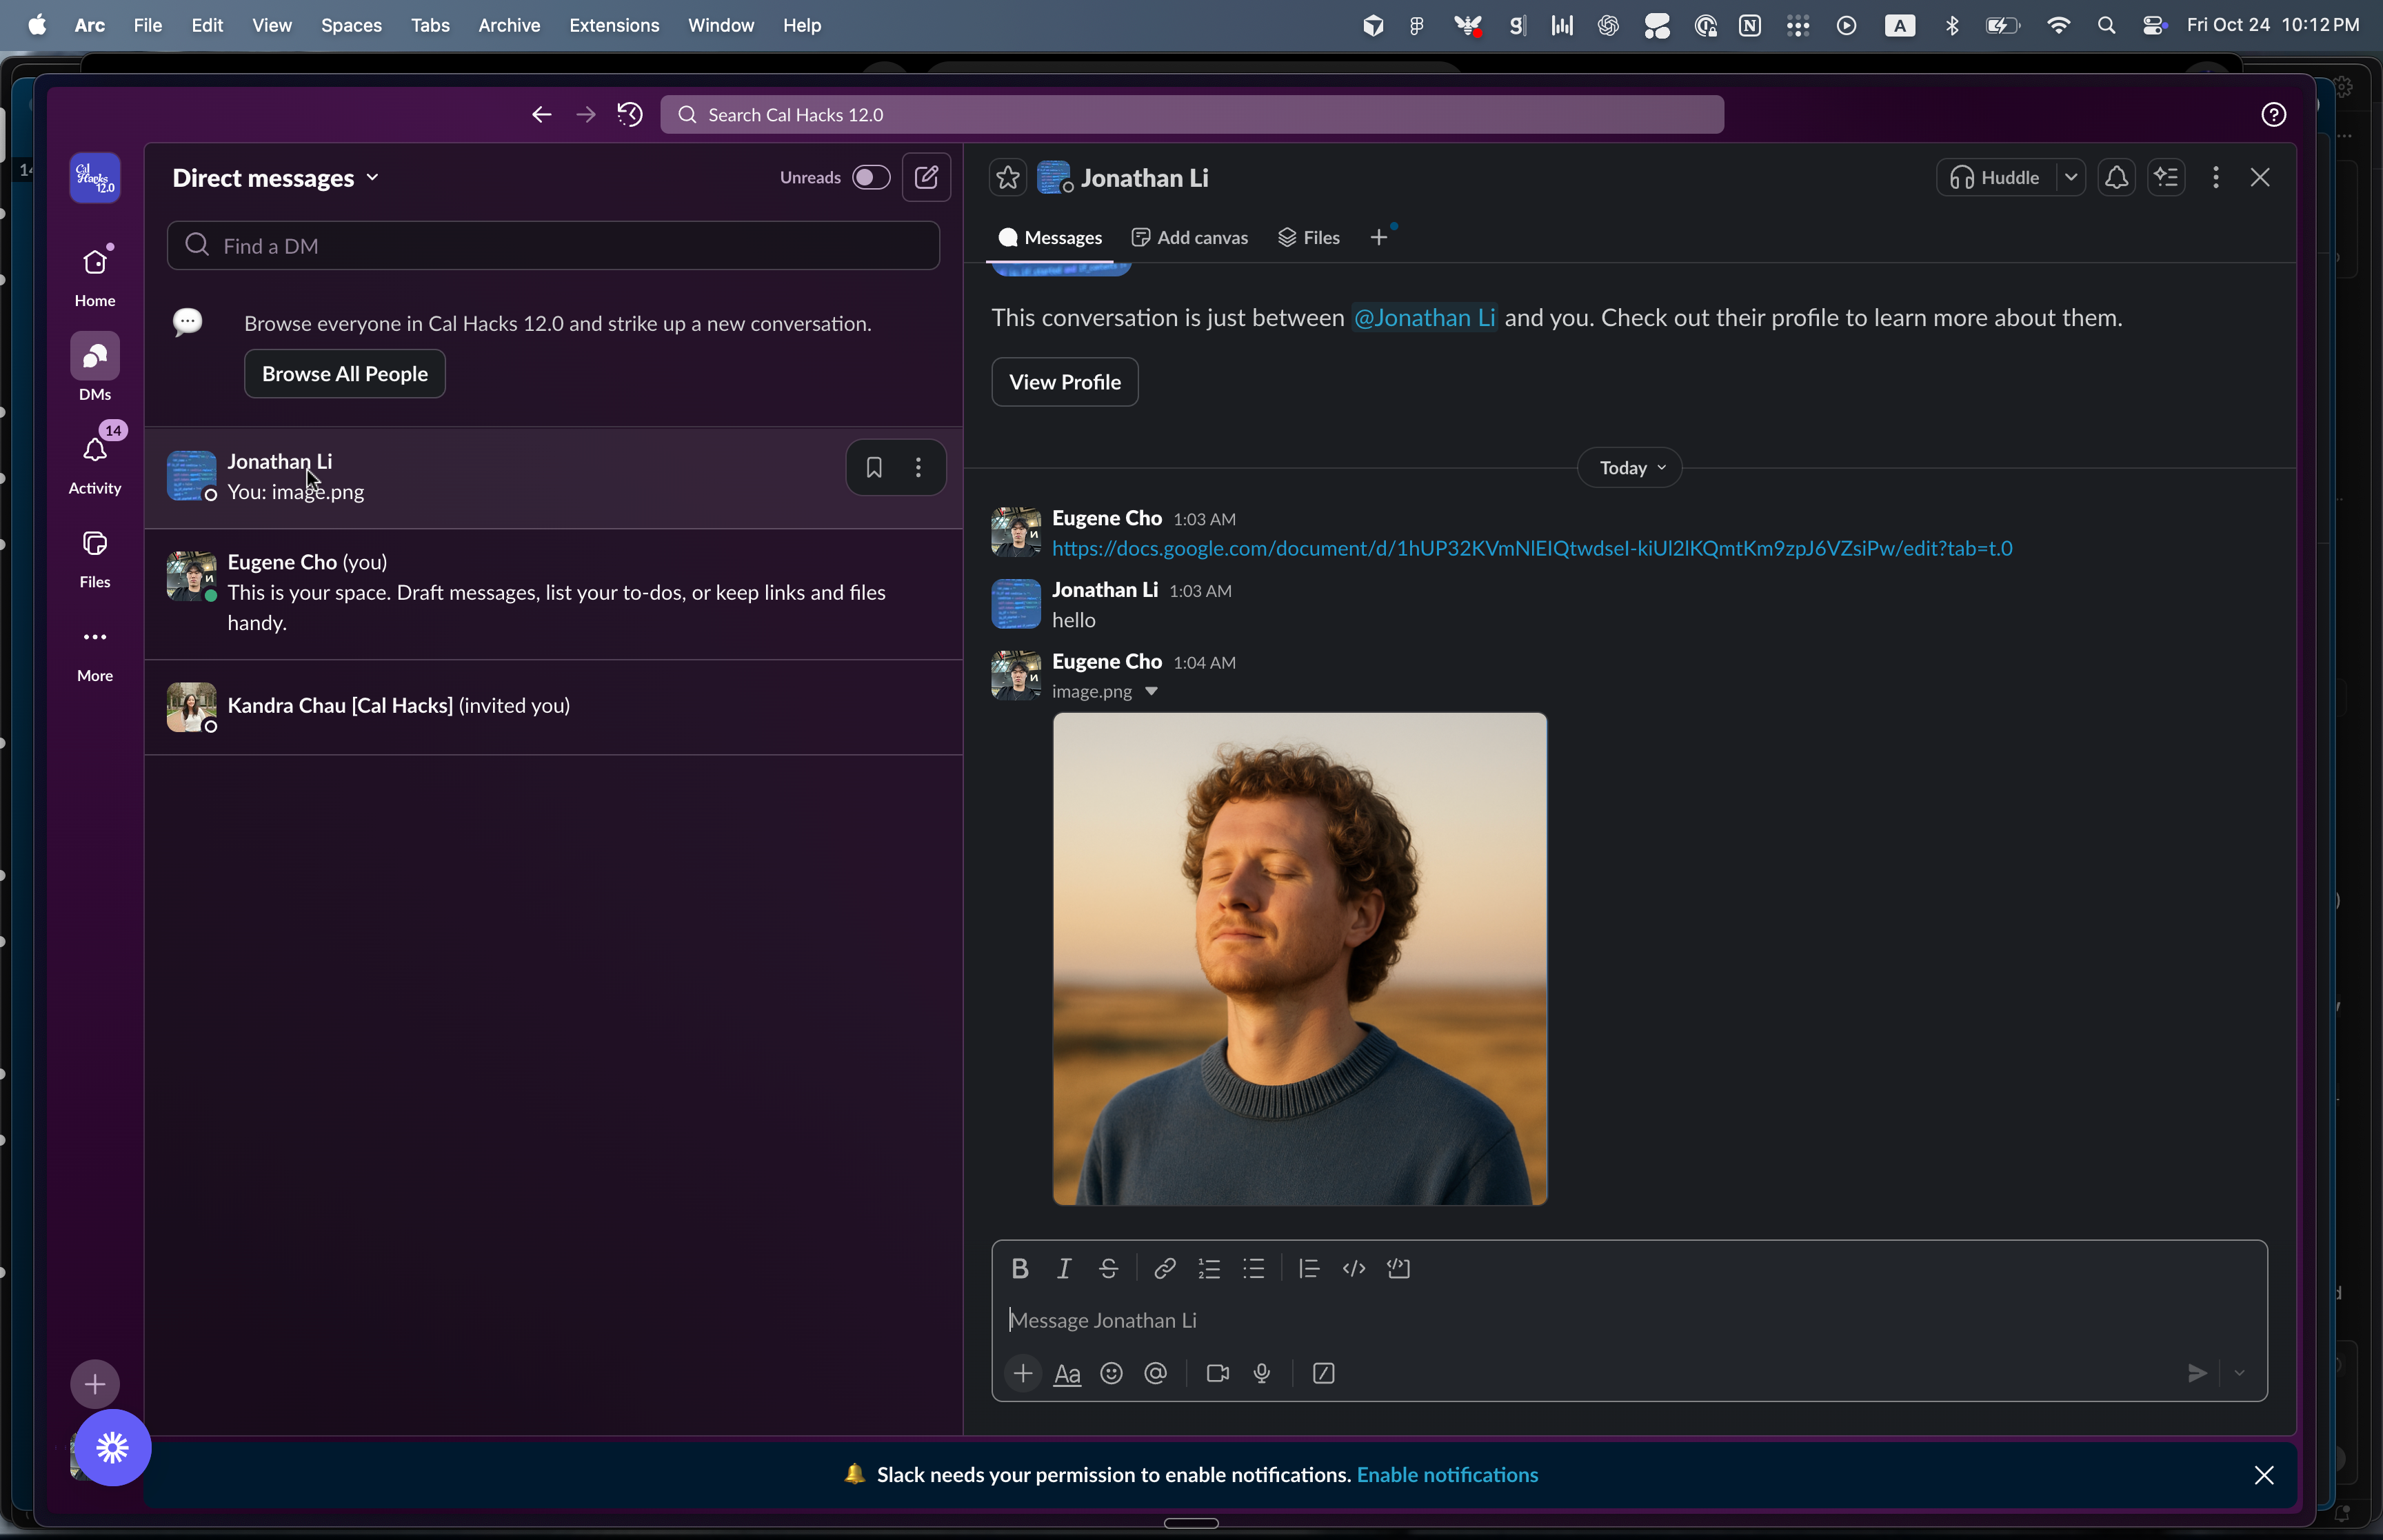 Arc File Edit View Spaces Tabs Archive Extensions Window Help
A
Fri Oct 24 10:12 PM
Search Cal Hacks 12.0
Cal
Hacks
12.0
Home
DMs
14
Activity
Files
More
Direct messages
Unreads
Find a DM
Browse everyone in Cal Hacks 12.0 and strike up a new conversation.
Browse All People
Jonathan Li
You: image.png
Eugene Cho (you)
This is your space. Draft messages, list your to-dos, or keep links and files
handy.
Kandra Chau [Cal Hacks] (invited you)
Jonathan Li
Huddle
Messages
Add canvas
Files
This conversation is just between @Jonathan Li and you. Check out their profile to learn more about them.
View Profile
Today
Eugene Cho 1:03 AM
https://docs.google.com/document/d/1hUP32KVmNlEIQtwdsel-kiUl2lKQmtKm9zpJ6VZsiPw/edit?tab=t.0
Jonathan Li 1:03 AM
hello
Eugene Cho 1:04 AM
image.png
Message Jonathan Li
Aa
Slack needs your permission to enable notifications. Enable notifications